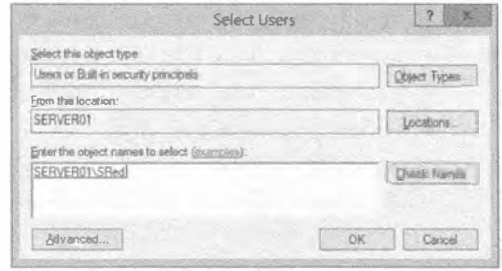 Select Users
?
x
Select this object type:
Users or Built-in security principals
Object Types...
From this location:
SERVER01
Locations...
Enter the object names to select (examples):
SERVER01\SRed
Check Names
Advanced...
OK
Cancel